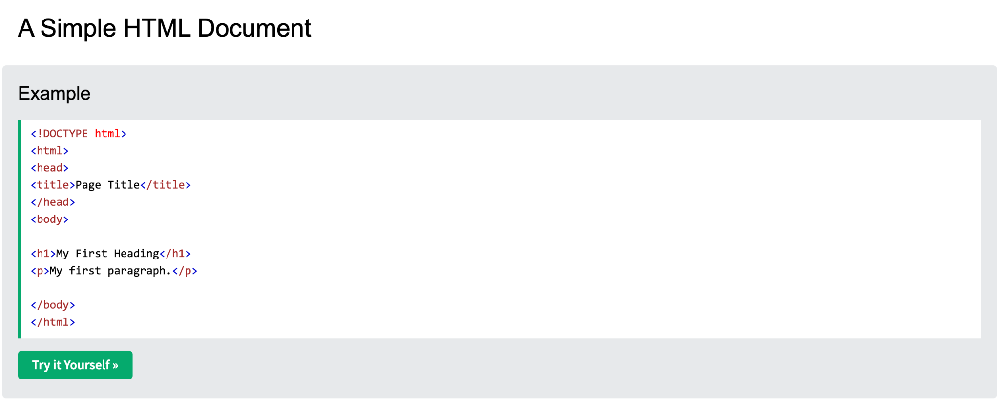 A Simple HTML Document
Example
<!DOCTYPE html>
<html>
<head>
<title>Page Title</title>
</head>
<body>
<h1>My First Heading</h1>
<p>My first paragraph.</p>
</body>
</html>
Try it Yourself »